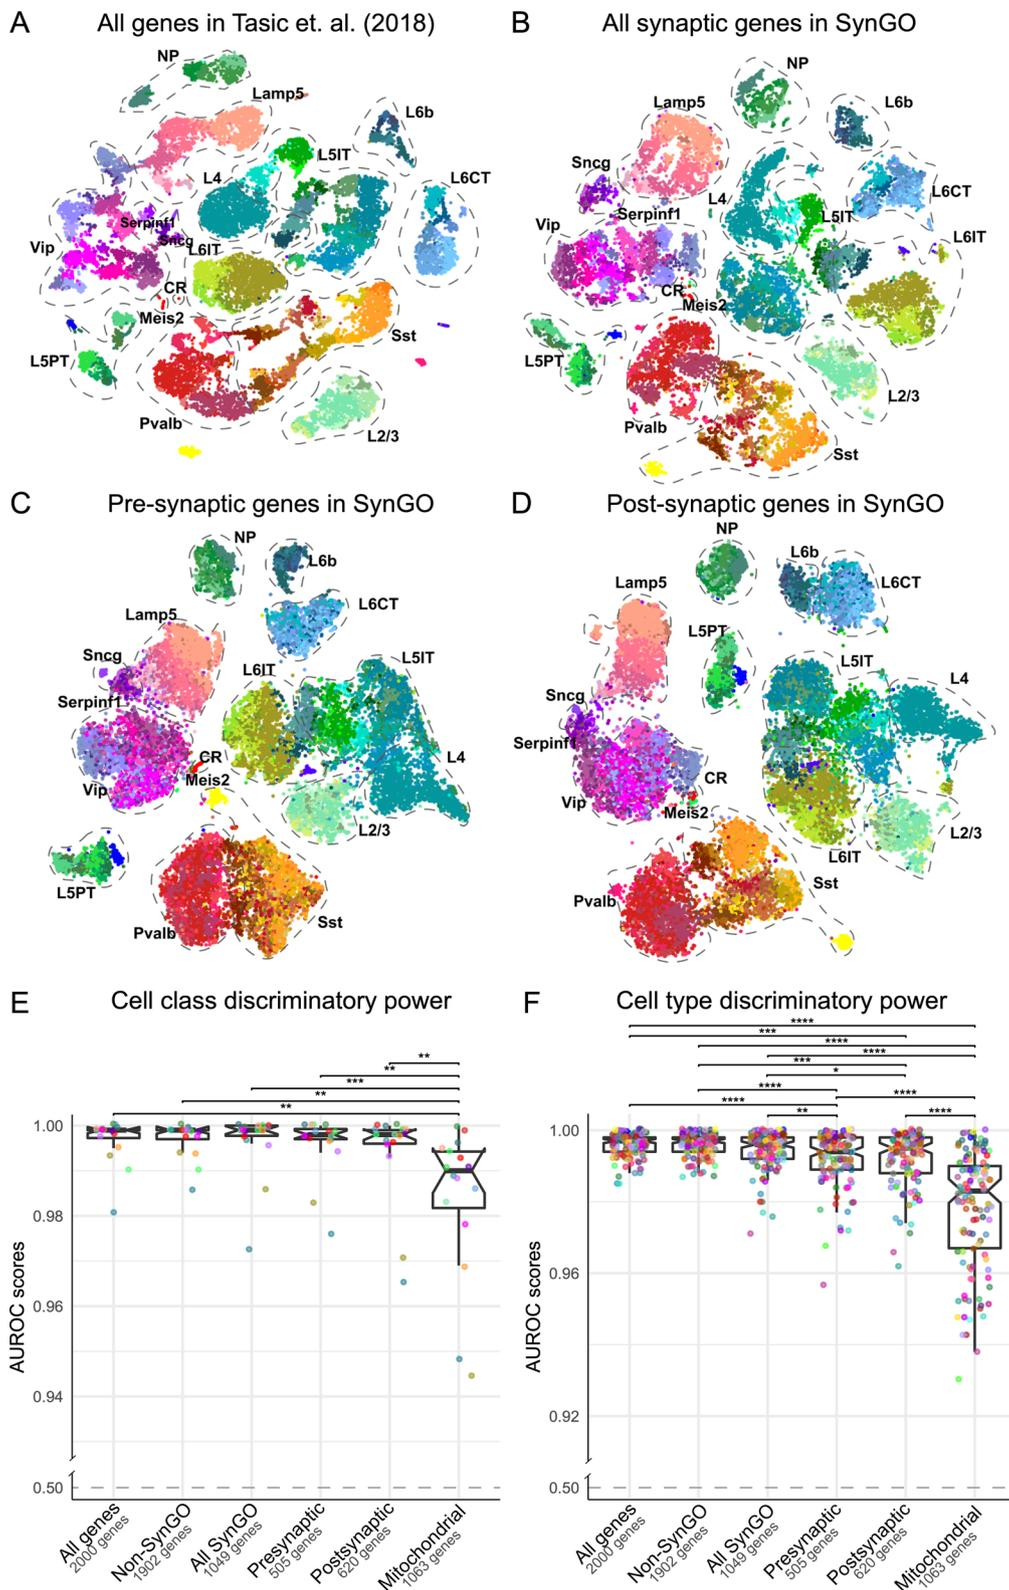 A All genes in Tasic et. al. (2018)
NP
Lamp5
L6b
L5IT
L4
L6CT
Serpinf1
Sncg
Vip
L6IT
CR
Meis2
Sst
L5PT
Pvalb
L2/3
B All synaptic genes in SynGO
NP
Lamp5
L6b
Sncg
L6CT
L4
Serpinf1
L5IT
Vip
L6IT
CR
Meis2
L5PT
L2/3
Pvalb
Sst
C Pre-synaptic genes in SynGO
NP
L6b
L6CT
Lamp5
Sncg
L5IT
L6IT
Serpinf1
CR
L4
Meis2
Vip
L2/3
L5PT
Pvalb
Sst
D Post-synaptic genes in SynGO
NP
L6b
Lamp5
L6CT
L5PT
L5IT
L4
Sncg
Serpinf1
CR
Vip
Meis2
L2/3
L6IT
Sst
Pvalb
E Cell class discriminatory power
**
**
***
**
**
AUROC scores
1.00
0.98
0.96
0.94
0.50
All genes
2000 genes
Non-SynGO
1902 genes
All SynGO
1049 genes
Presynaptic
505 genes
Postsynaptic
620 genes
Mitochondrial
1063 genes
F Cell type discriminatory power
****
***
****
****
***
*
****
****
****
**
****
AUROC scores
1.00
0.96
0.92
0.50
All genes
2000 genes
Non-SynGO
1902 genes
All SynGO
1049 genes
Presynaptic
505 genes
Postsynaptic
620 genes
Mitochondrial
1063 genes